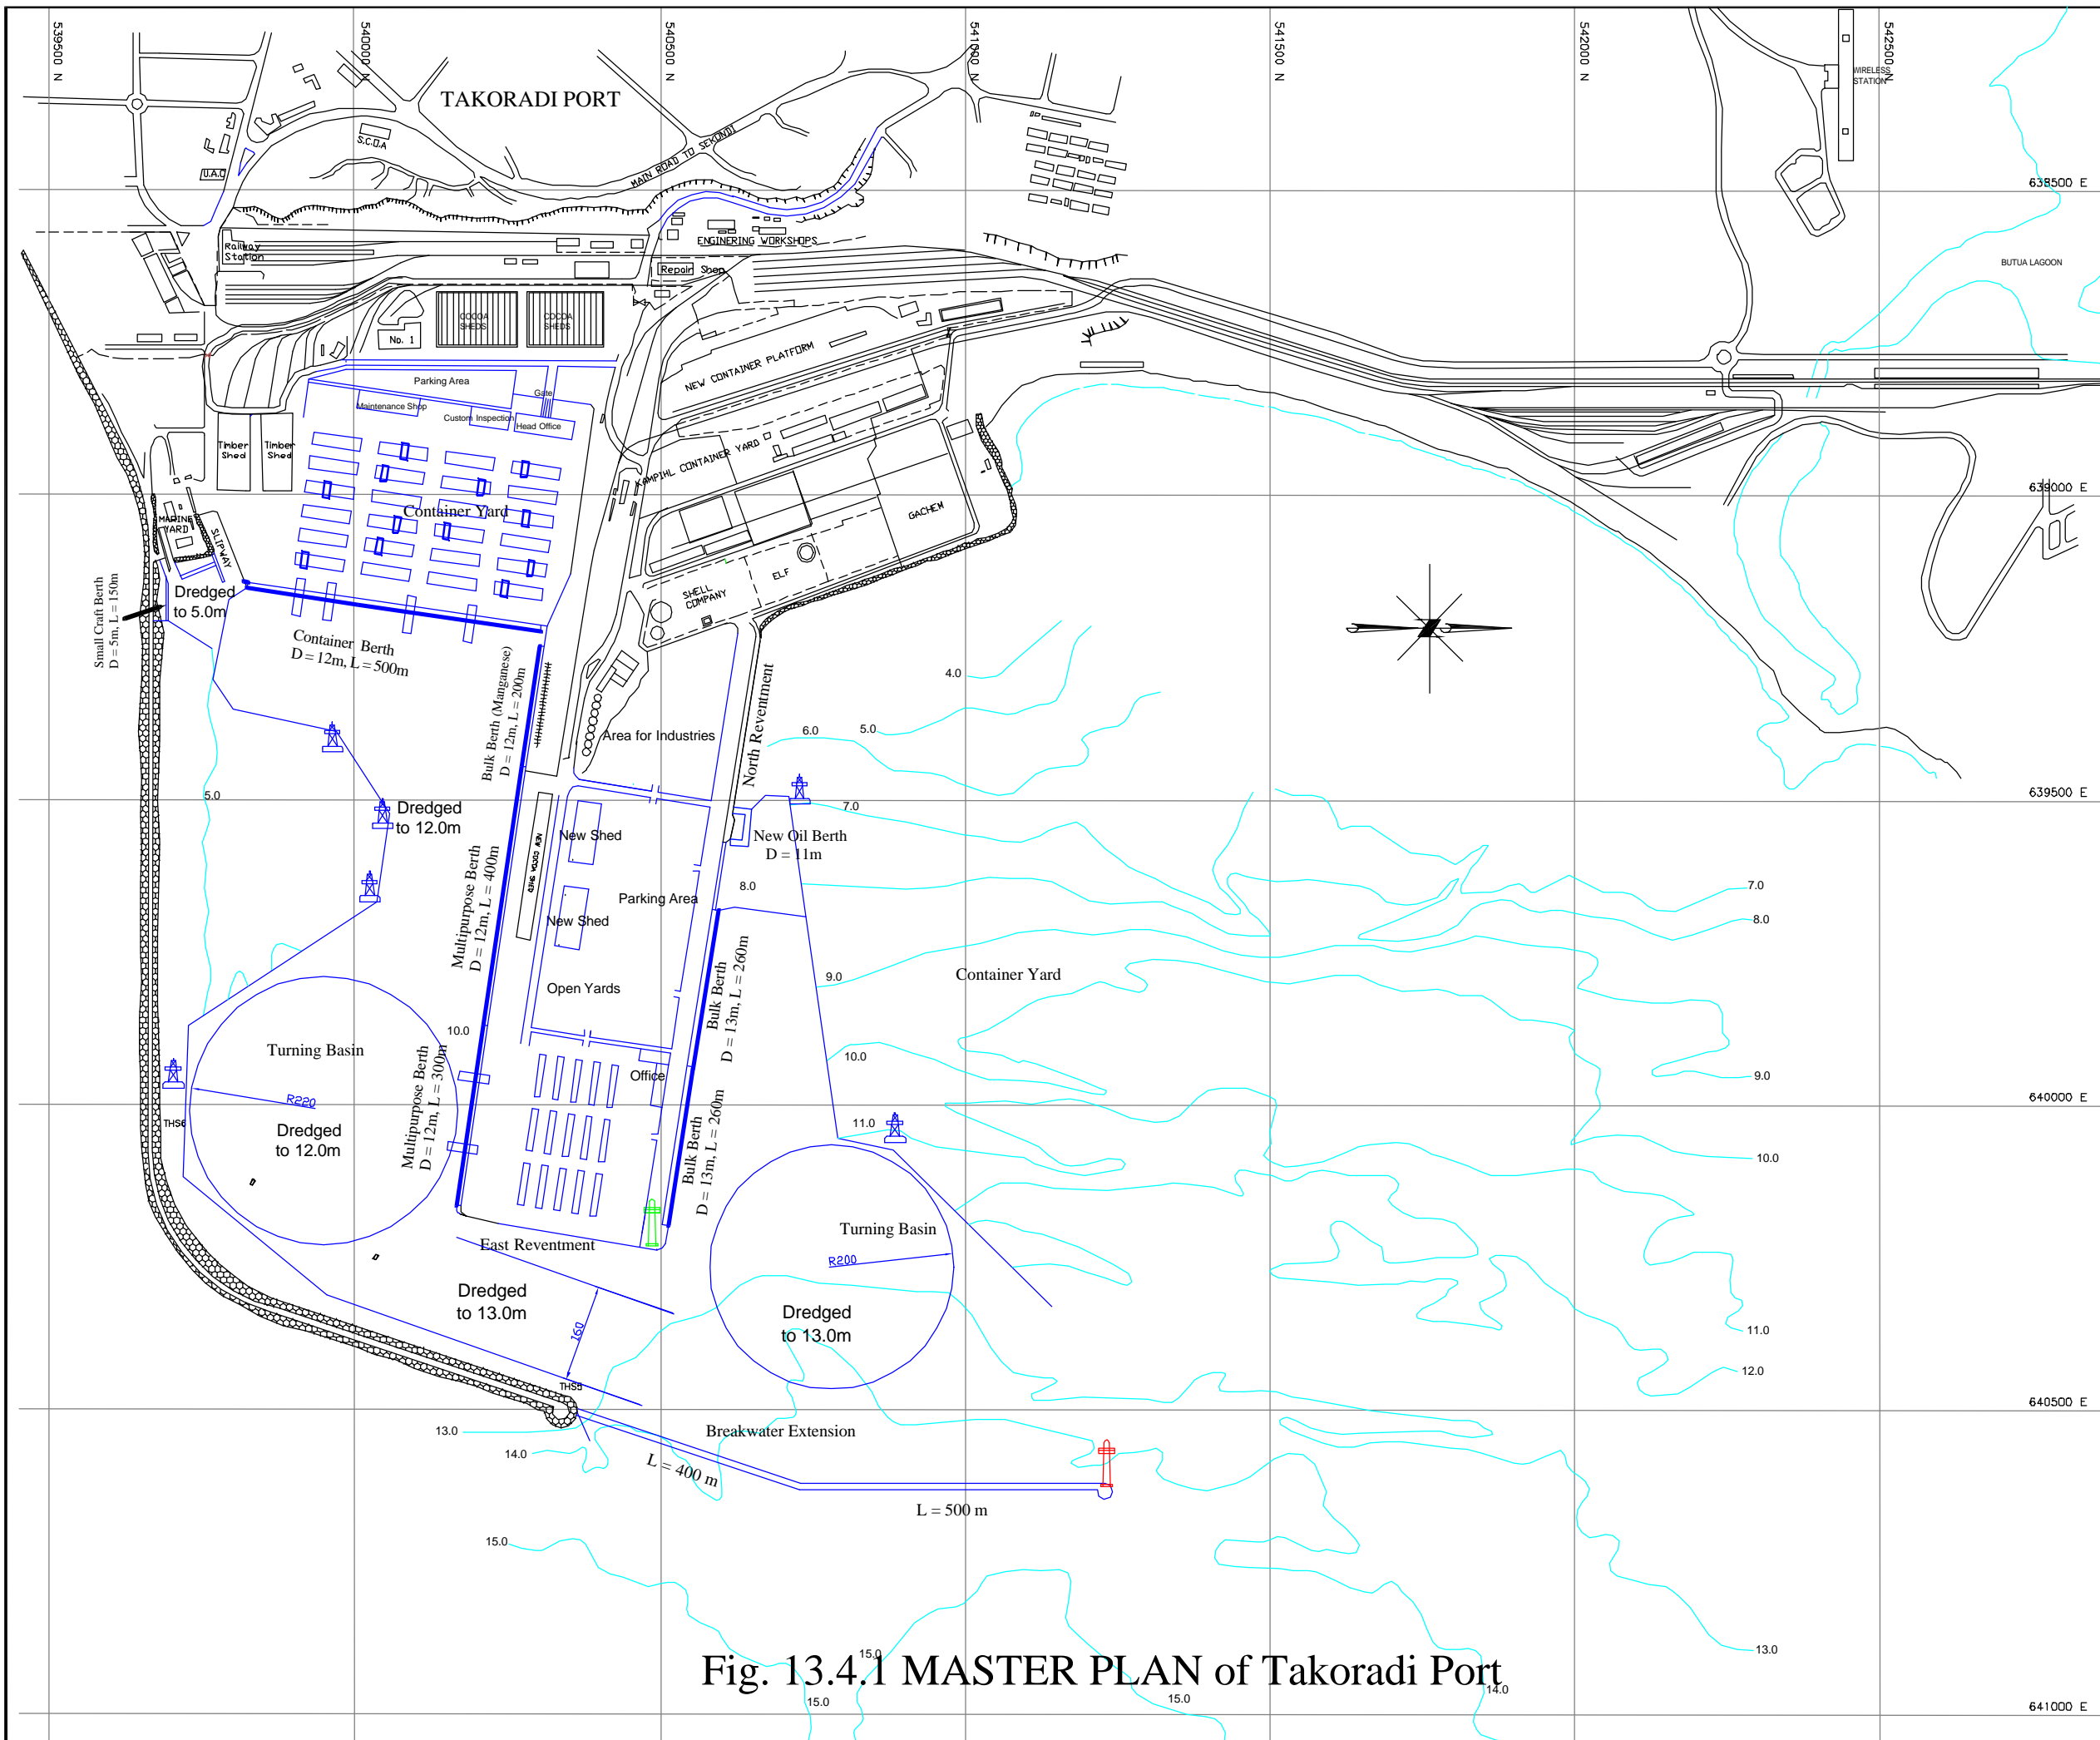 539500 N
540000 N
540500 N
541000 N
541500 N
542000 N
542500 N
WIRELESS
STATION
TAKORADI PORT
S.C.O.A
MAIN ROAD TO SEKONDI
U.A.C
638500 E
Railway
Station
ENGINERING WORKSHOPS
Repair Shop
BUTUA LAGOON
COCOA
SHEDS
COCOA
SHEDS
No. 1
NEW CONTAINER PLATFORM
Parking Area
Gate
Maintenance Shop
Custom Inspection
Head Office
Timber
Shed
Timber
Shed
KAMPIHL CONTAINER YARD
639000 E
Container Yard
GACHEM
MARINE
YARD
SLIPWAY
ELF
SHELL
COMPANY
Small Craft Berth
D = 5m, L = 150m
Dredged
to 5.0m
Container Berth
D = 12m, L = 500m
Bulk Berth (Manganese)
D = 12m, L = 200m
North Reventment
4.0
5.0
6.0
Area for Industries
639500 E
5.0
Dredged
to 12.0m
7.0
New Shed
NEW COCOA SHED
New Oil Berth
D = 11m
Multipurpose Berth
D = 12m, L = 400m
8.0
7.0
Parking Area
New Shed
8.0
Bulk Berth
D = 13m, L = 260m
9.0
Container Yard
Open Yards
10.0
Turning Basin
10.0
Office
9.0
Multipurpose Berth
D = 12m, L = 300m
R220
640000 E
THS6
Dredged
to 12.0m
Bulk Berth
D = 13m, L = 260m
11.0
10.0
East Reventment
Turning Basin
R200
Dredged
to 13.0m
Dredged
to 13.0m
160
11.0
12.0
THS5
640500 E
13.0
Breakwater Extension
14.0
L = 400 m
L = 500 m
15.0
13.0
15.0
Fig. 13.4.1 MASTER PLAN of Takoradi Port
15.0
15.0
14.0
641000 E